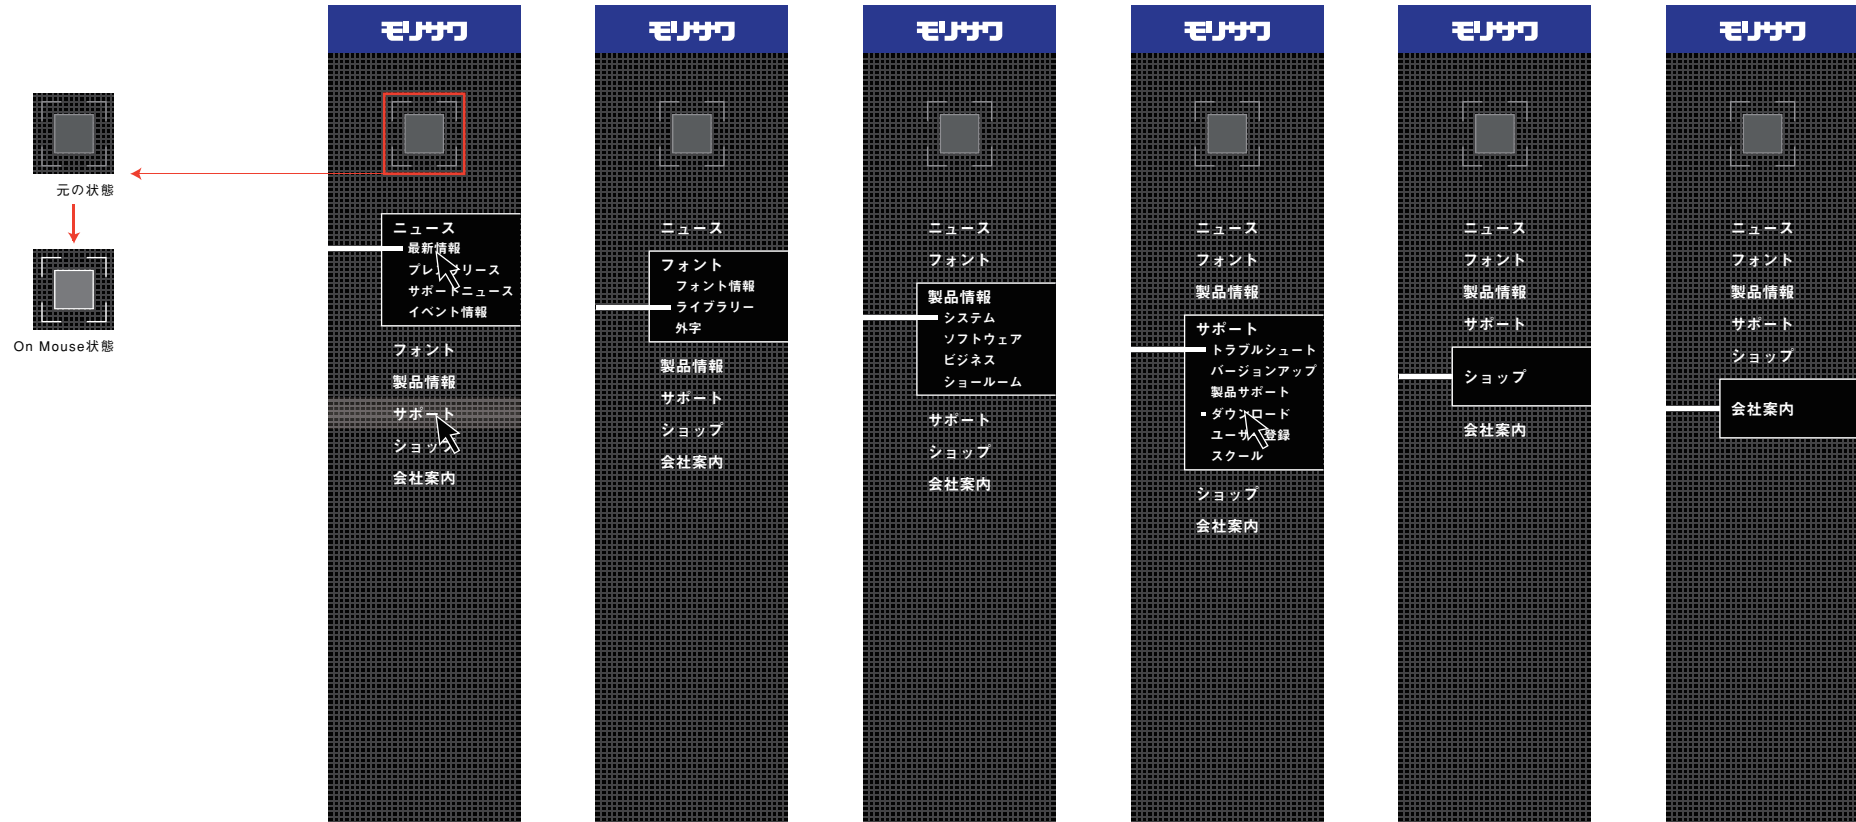 元の状態
On Mouse状態
モリサワ
ニュース
最新情報
サポートニュース
イベント情報
フォント
製品情報
サポート
ショップ
会社案内
モリサワ
ニュース
フォント
フォント情報
ライブラリー
外字
製品情報
サポート
ショップ
会社案内
モリサワ
ニュース
フォント
製品情報
システム
ソフトウェア
ビジネス
ショールーム
サポート
ショップ
会社案内
モリサワ
ニュース
フォント
製品情報
サポート
トラブルシュート
バージョンアップ
製品サポート
ダウンロード
ユーザー登録
スクール
ショップ
会社案内
モリサワ
ニュース
フォント
製品情報
サポート
ショップ
会社案内
モリサワ
ニュース
フォント
製品情報
サポート
ショップ
会社案内